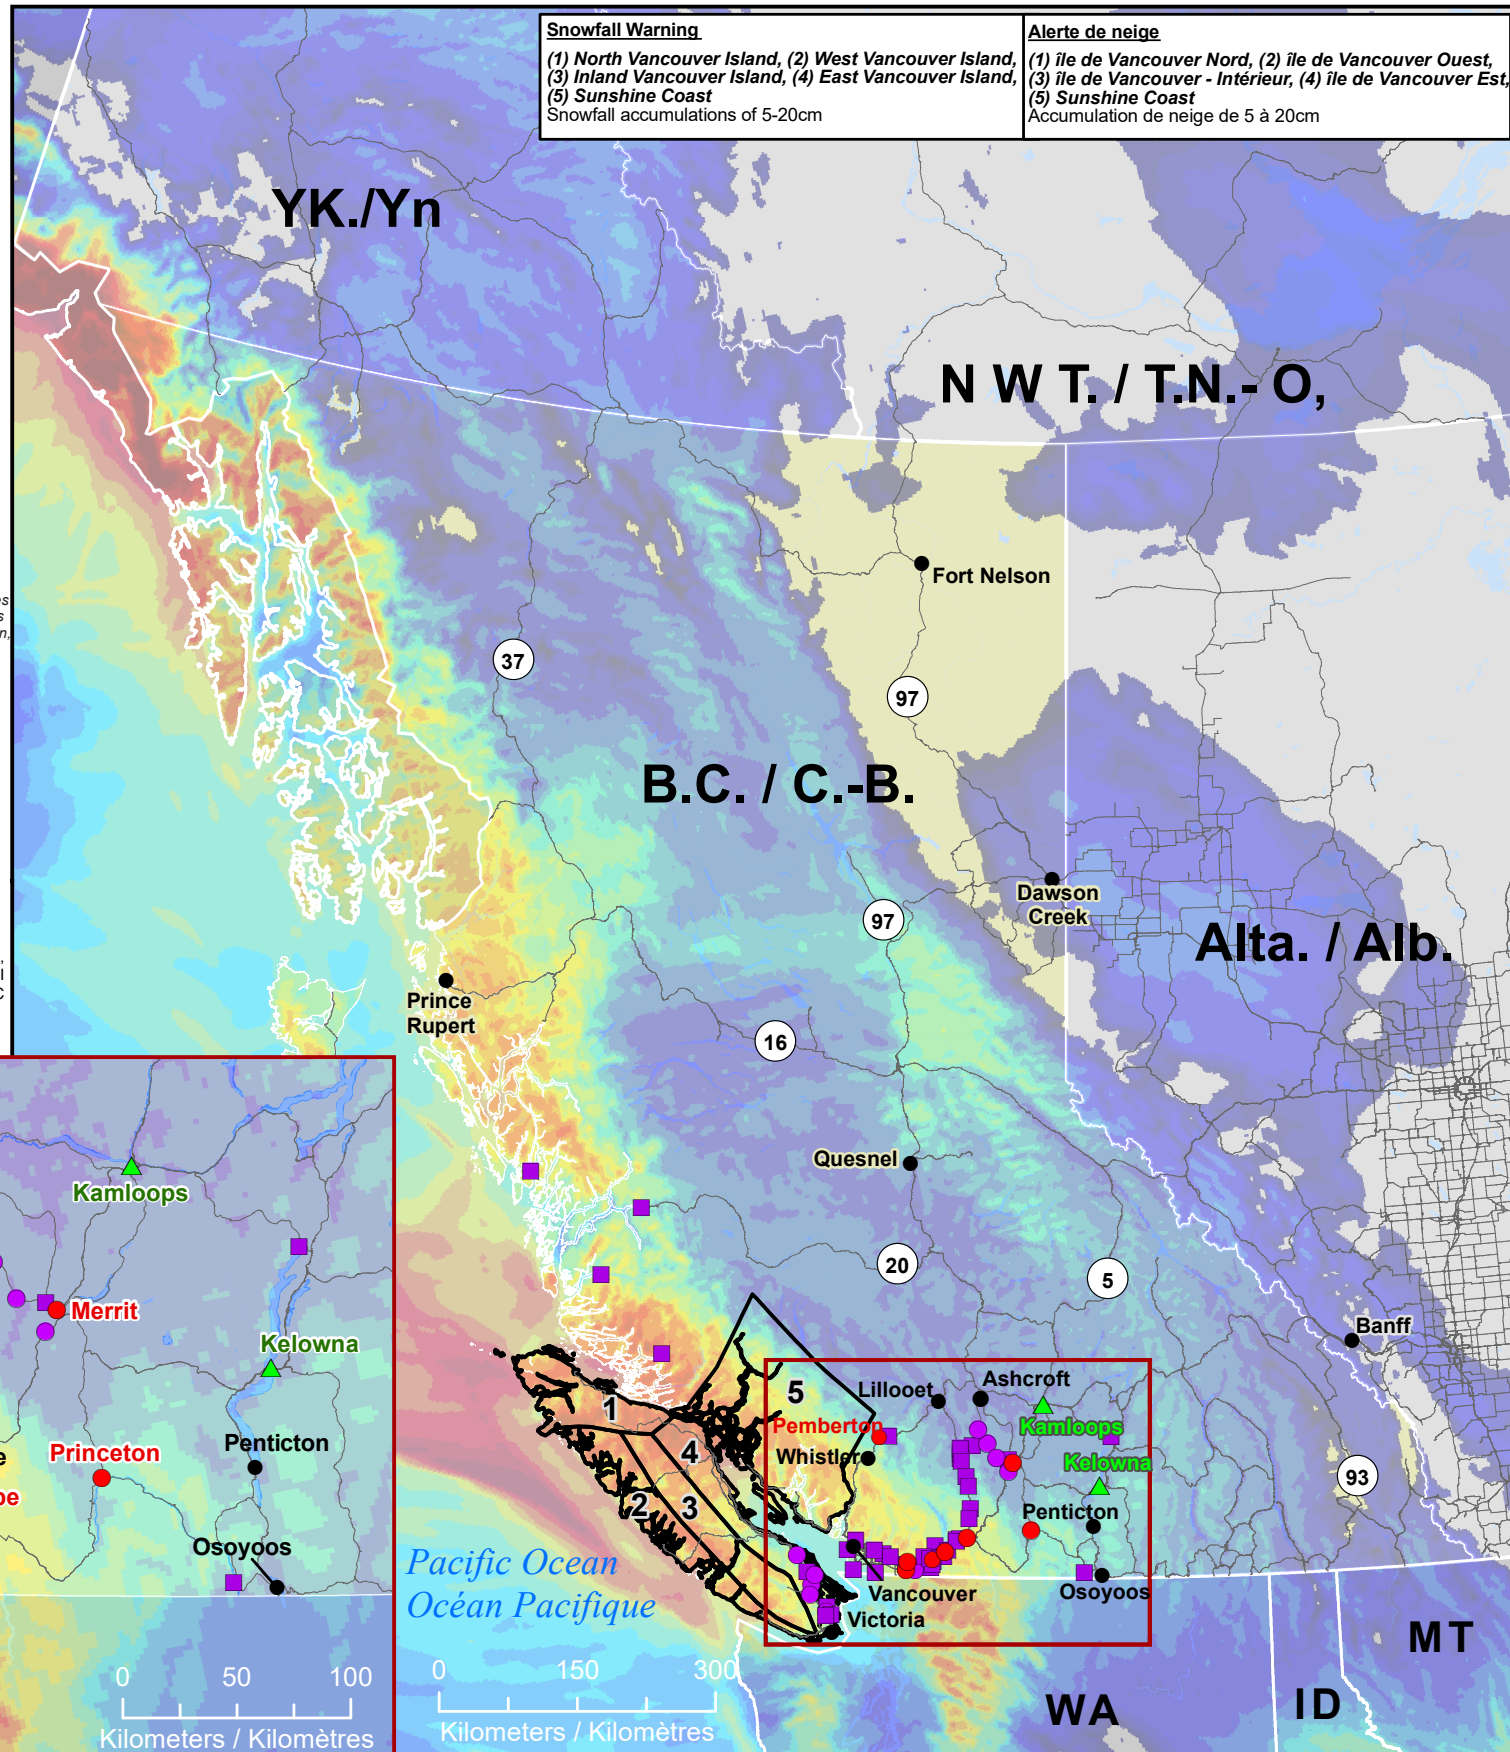 Snowfall Warning
(1) North Vancouver Island, (2) West Vancouver Island,
(3) Inland Vancouver Island, (4) East Vancouver Island,
(5) Sunshine Coast
Snowfall accumulations of 5-20cm
Alerte de neige
(1) île de Vancouver Nord, (2) île de Vancouver Ouest,
(3) île de Vancouver - Intérieur, (4) île de Vancouver Est,
(5) Sunshine Coast
Accumulation de neige de 5 à 20cm
YK./Yn
N W T. / T.N.- O,
Fort Nelson
37
97
B.C. / C.-B.
Dawson
Creek
97
Alta. / Alb.
Prince
Rupert
16
Quesnel
20
5
Banff
Lillooet
Ashcroft
Kamloops
Pemberton
Whistler
Kelowna
93
Penticton
1
2
3
4
5
Vancouver
Victoria
Osoyoos
Pacific Ocean
Océan Pacifique
MT
WA
ID
0 150 300
Kilometers / Kilomètres
Kamloops
Merrit
Kelowna
Princeton
Penticton
Osoyoos
0 50 100
Kilometers / Kilomètres